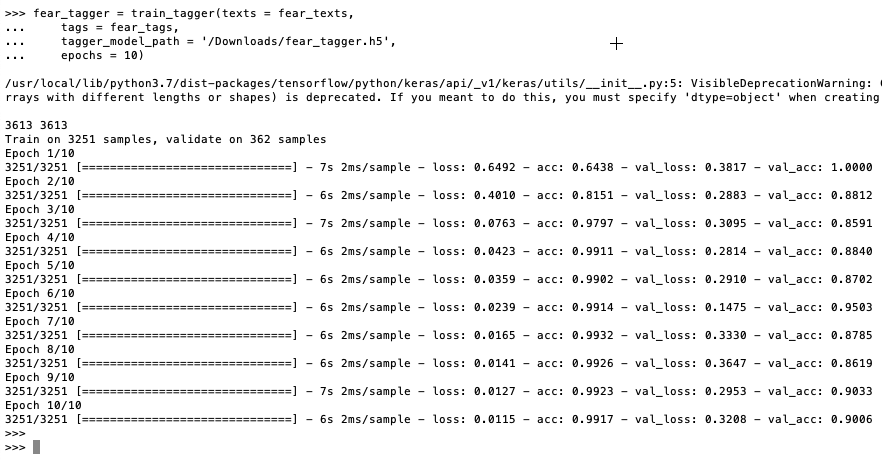 >>> fear_tagger = train_tagger(texts = fear_texts,
...     tags = fear_tags,
...     tagger_model_path = '/Downloads/fear_tagger.h5',
...     epochs = 10)
/usr/local/lib/python3.7/dist-packages/tensorflow/python/keras/api/_v1/keras/utils/__init__.py:5: VisibleDeprecationWarning:
rrays with different lengths or shapes) is deprecated. If you meant to do this, you must specify 'dtype=object' when creating
3613 3613
Train on 3251 samples, validate on 362 samples
Epoch 1/10
3251/3251 [==============================] - 7s 2ms/sample - loss: 0.6492 - acc: 0.6438 - val_loss: 0.3817 - val_acc: 1.0000
Epoch 2/10
3251/3251 [==============================] - 6s 2ms/sample - loss: 0.4010 - acc: 0.8151 - val_loss: 0.2883 - val_acc: 0.8812
Epoch 3/10
3251/3251 [==============================] - 7s 2ms/sample - loss: 0.0763 - acc: 0.9797 - val_loss: 0.3095 - val_acc: 0.8591
Epoch 4/10
3251/3251 [==============================] - 6s 2ms/sample - loss: 0.0423 - acc: 0.9911 - val_loss: 0.2814 - val_acc: 0.8840
Epoch 5/10
3251/3251 [==============================] - 6s 2ms/sample - loss: 0.0359 - acc: 0.9902 - val_loss: 0.2910 - val_acc: 0.8702
Epoch 6/10
3251/3251 [==============================] - 6s 2ms/sample - loss: 0.0239 - acc: 0.9914 - val_loss: 0.1475 - val_acc: 0.9503
Epoch 7/10
3251/3251 [==============================] - 6s 2ms/sample - loss: 0.0165 - acc: 0.9932 - val_loss: 0.3330 - val_acc: 0.8785
Epoch 8/10
3251/3251 [==============================] - 6s 2ms/sample - loss: 0.0141 - acc: 0.9926 - val_loss: 0.3647 - val_acc: 0.8619
Epoch 9/10
3251/3251 [==============================] - 7s 2ms/sample - loss: 0.0127 - acc: 0.9923 - val_loss: 0.2953 - val_acc: 0.9033
Epoch 10/10
3251/3251 [==============================] - 6s 2ms/sample - loss: 0.0115 - acc: 0.9917 - val_loss: 0.3208 - val_acc: 0.9006
>>>
>>>